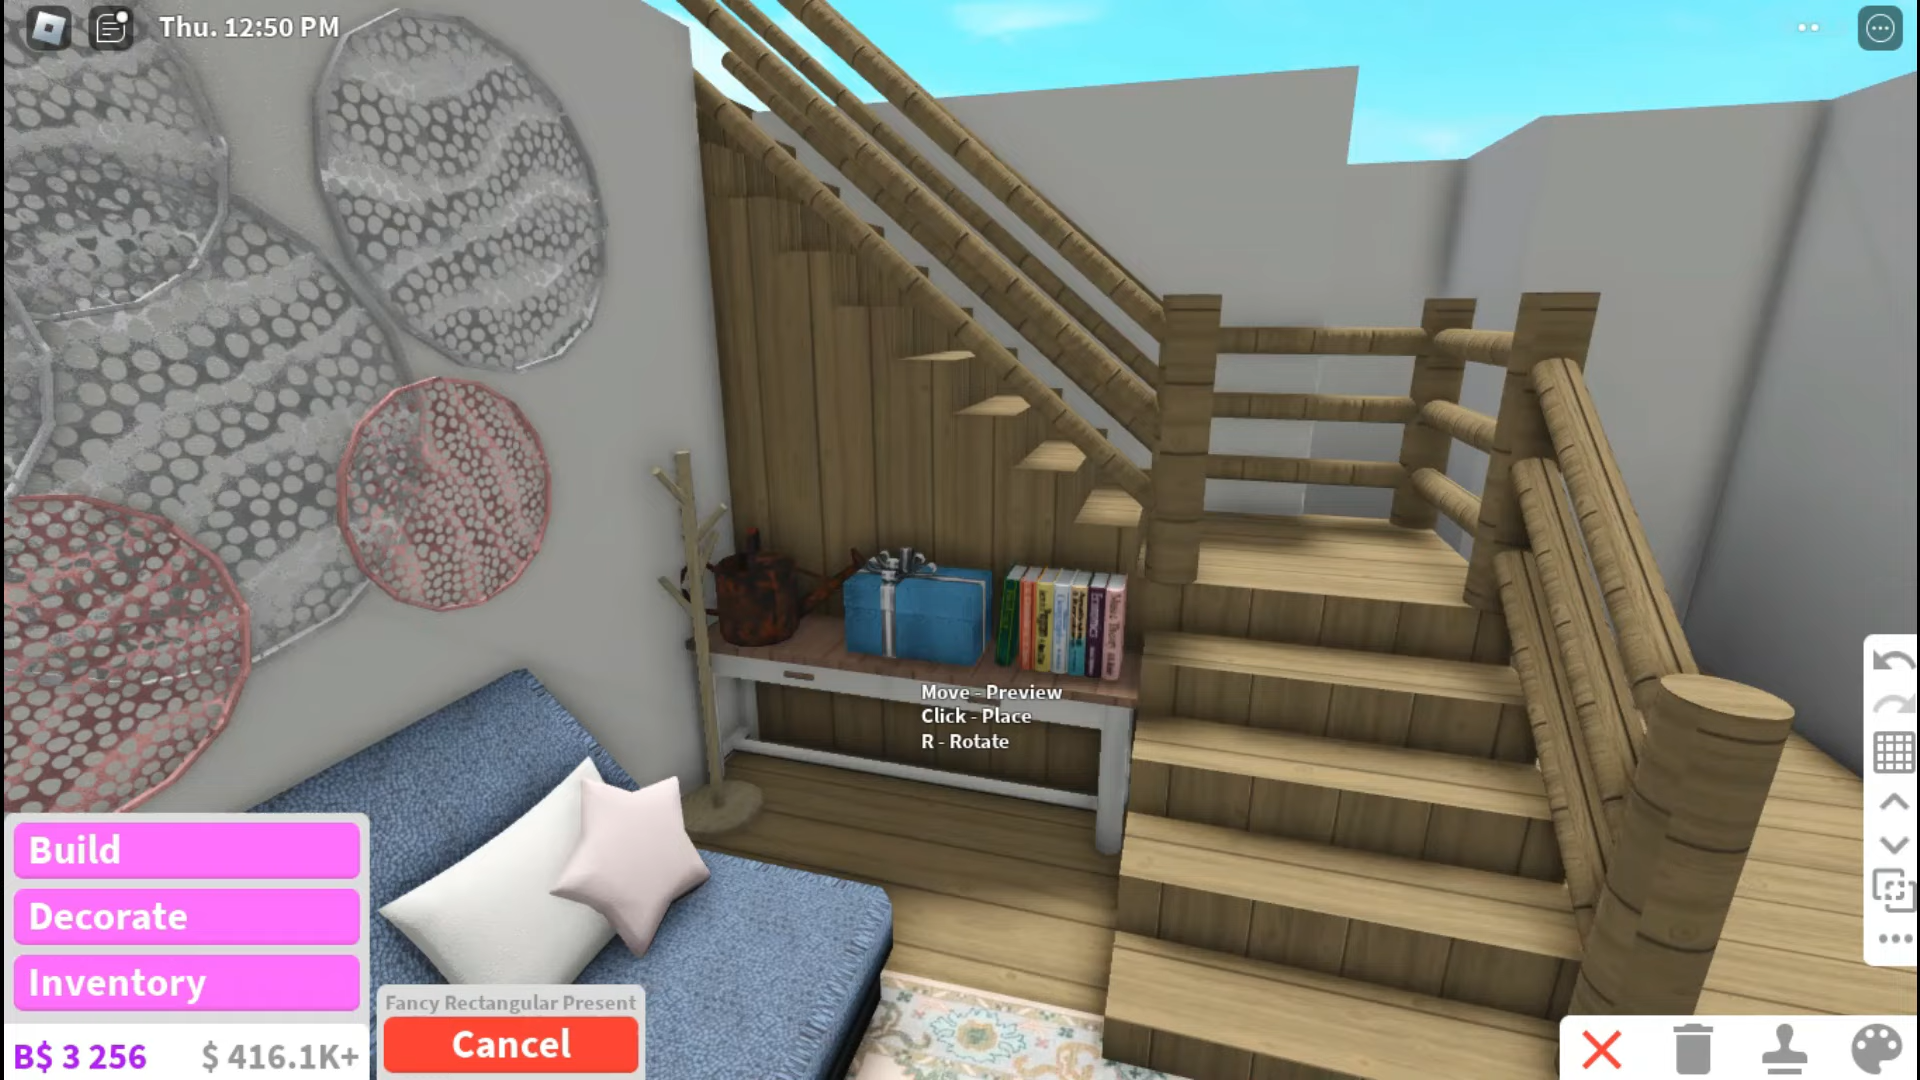 Thu. 12:50 PM
Move - Preview
Click - Place
R - Rotate
Build
Decorate
Inventory
Fancy Rectangular Present
Cancel
B$ 3 256
$ 416.1K+